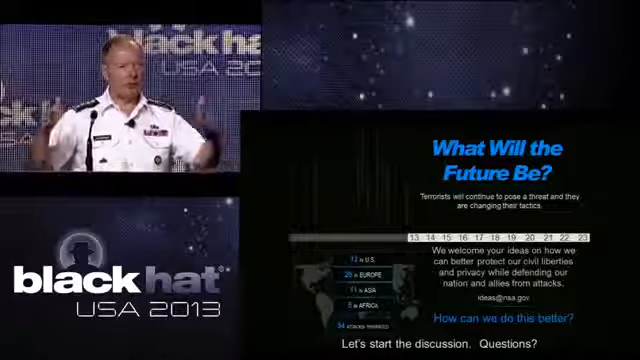 black hat
USA 2013
What Will the
Future Be?
Terrorists will continue to pose a threat and they
are changing their tactics.
13 14 15 16 17 18 19 20 21 22 23
We welcome your ideas on how we
can better protect our civil liberties
and privacy while defending our
nation and allies from attacks.
ideas@nsa.gov
How can we do this better?
IN U.S.
25 IN EUROPE
11 IN ASIA
5 IN AFRICA
54 ATTACKS THWARTED
Let's start the discussion. Questions?
black hat
USA 2013